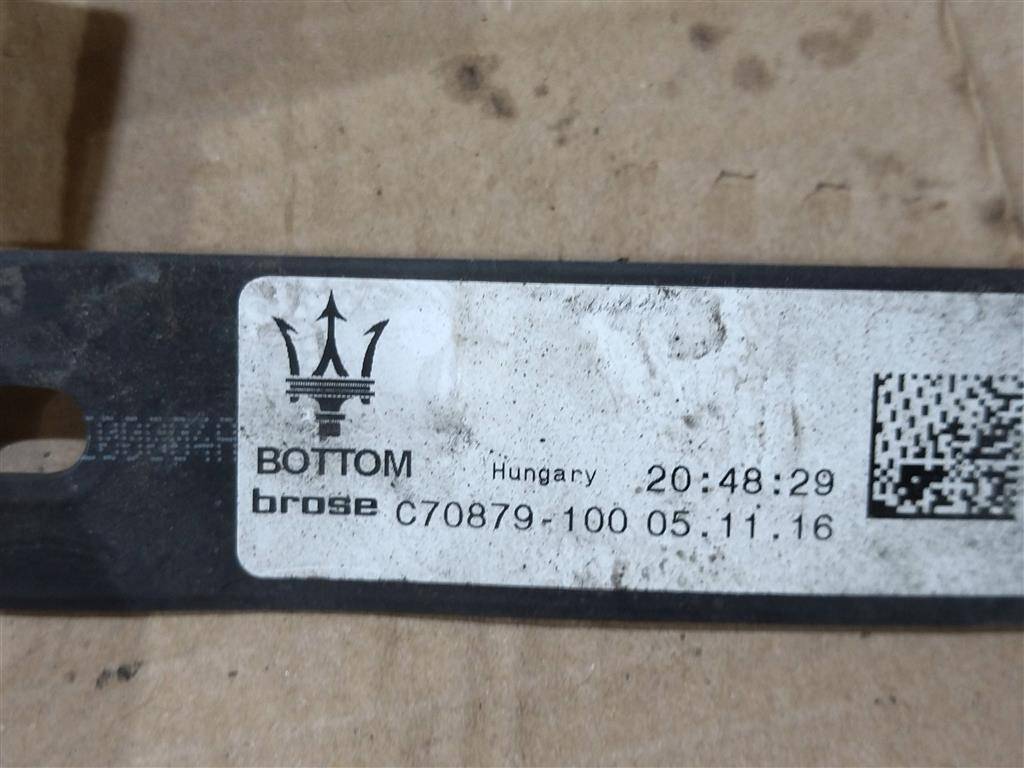 BOTTOM Hungary 20:48:29
brose C70879-100 05.11.16